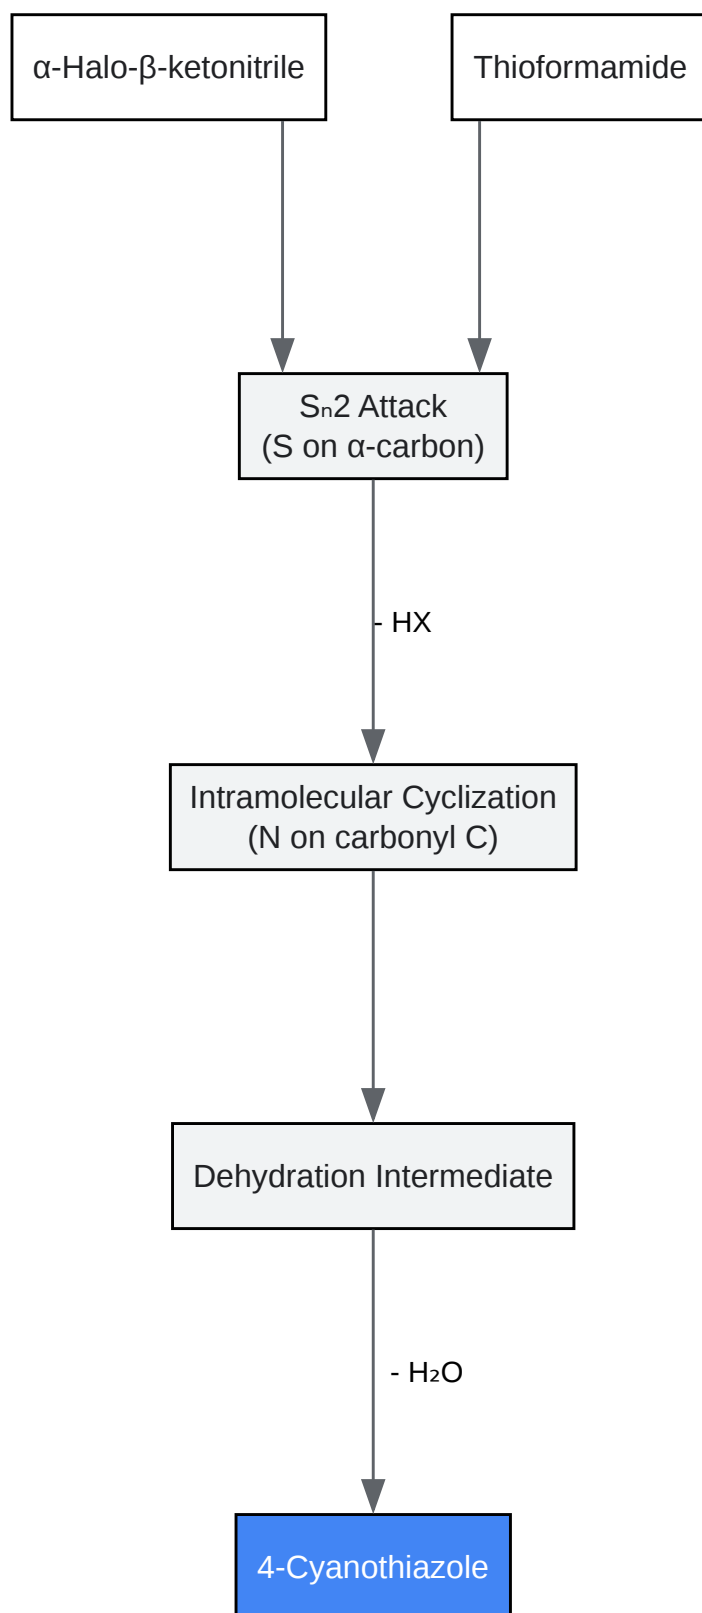 α-Halo-β-ketonitrile
Thioformamide
Sₙ2 Attack
(S on α-carbon)
- HX
Intramolecular Cyclization
(N on carbonyl C)
Dehydration Intermediate
- H₂O
4-Cyanothiazole